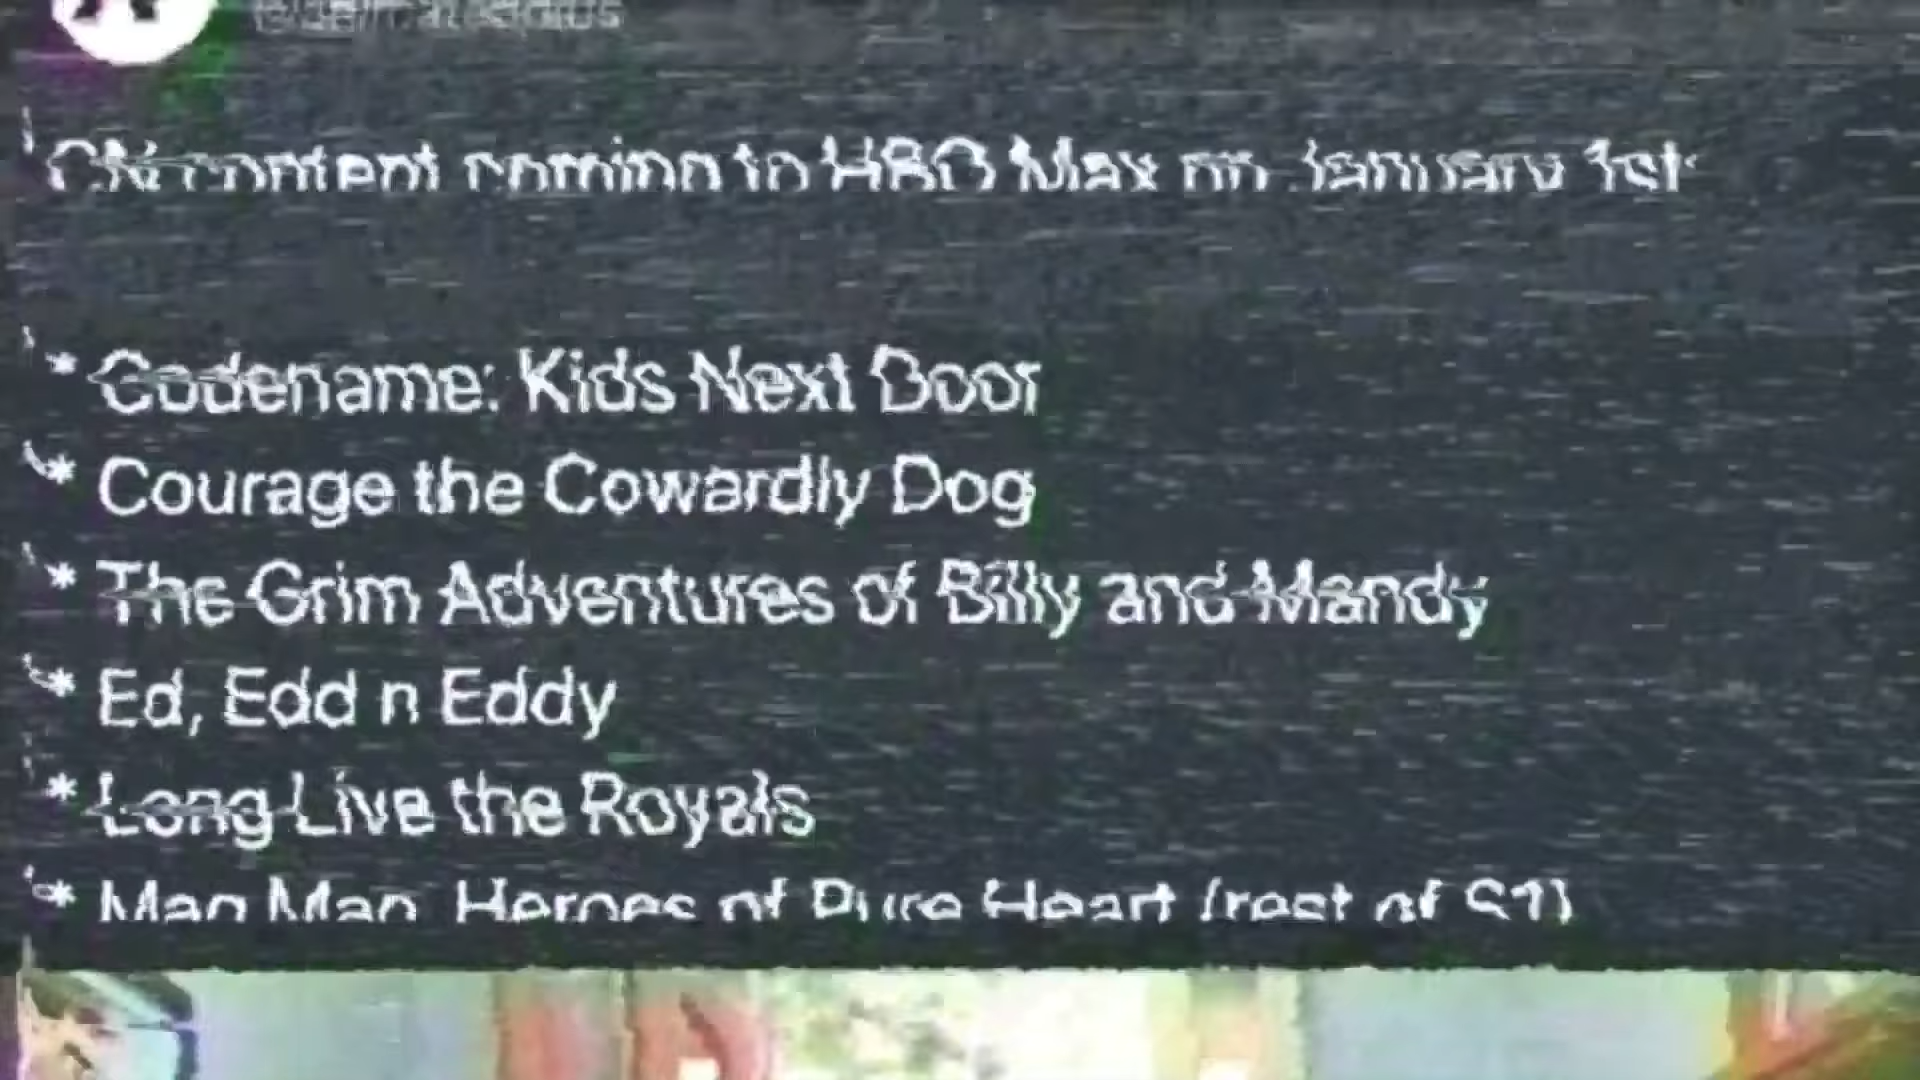 CN content coming to HBO Max on January 1st
* Codename: Kids Next Door
* Courage the Cowardly Dog
* The Grim Adventures of Billy and Mandy
* Ed, Edd n Eddy
* Long Live the Royals
* Mao Mao, Heroes of Pure Heart (rest of S1)